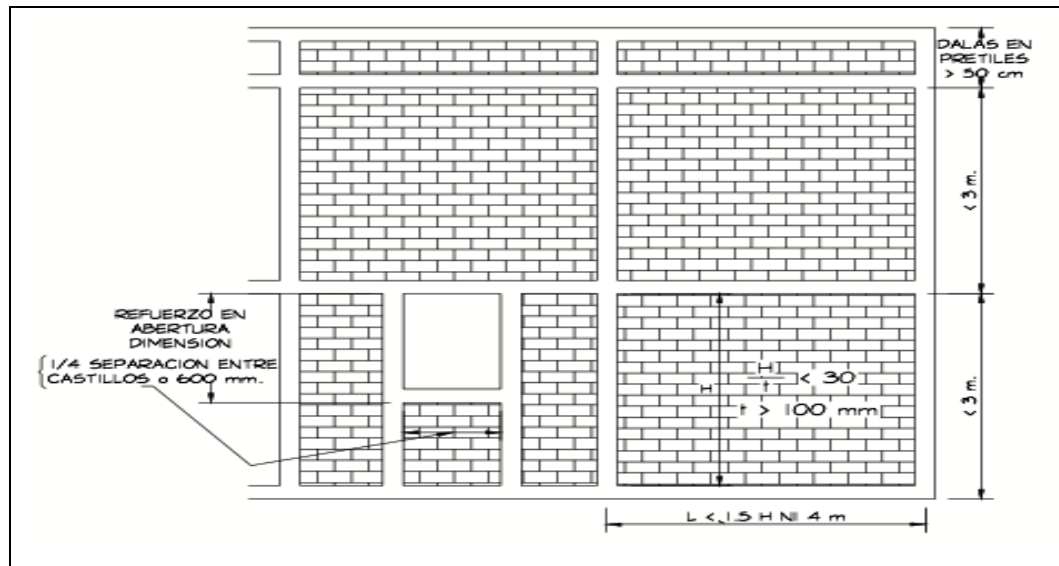 DALAS EN
PRETILES
> 50 cm
< 3 m.
REFUERZO EN
ABERTURA
DIMENSION
1/4 SEPARACION ENTRE
CASTILLOS o 600 mm.
H
H
t
< 30
t > 100 mm
< 3 m.
L < 1.5 H NI 4 m